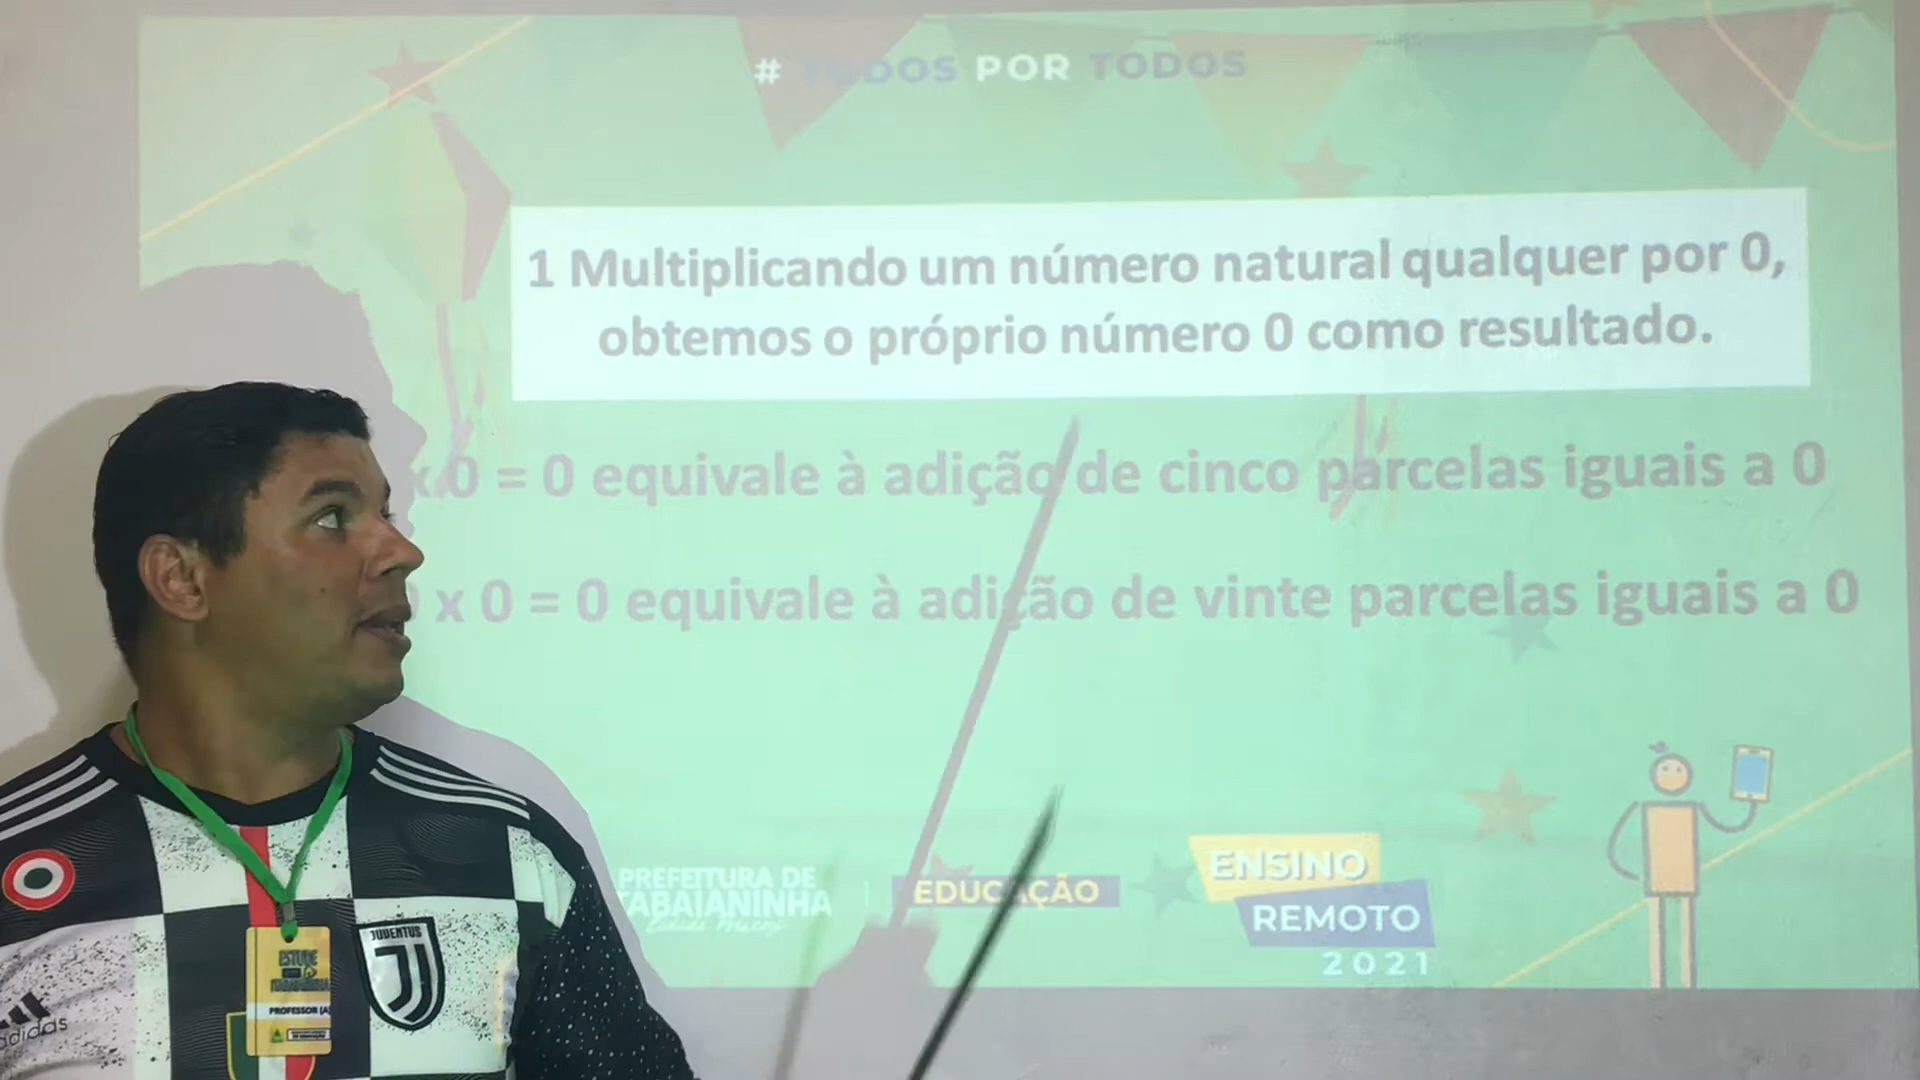 # TODOS POR TODOS
1 Multiplicando um número natural qualquer por 0,
obtemos o próprio número 0 como resultado.
x 0 = 0 equivale à adição de cinco parcelas iguais a 0
x 0 = 0 equivale à adição de vinte parcelas iguais a 0
PREFEITURA DE
TABAIANINHA
EDUCAÇÃO
ENSINO
REMOTO
2021
JUVENTUS
adidas
ESTUDE
PROFESSOR (A)